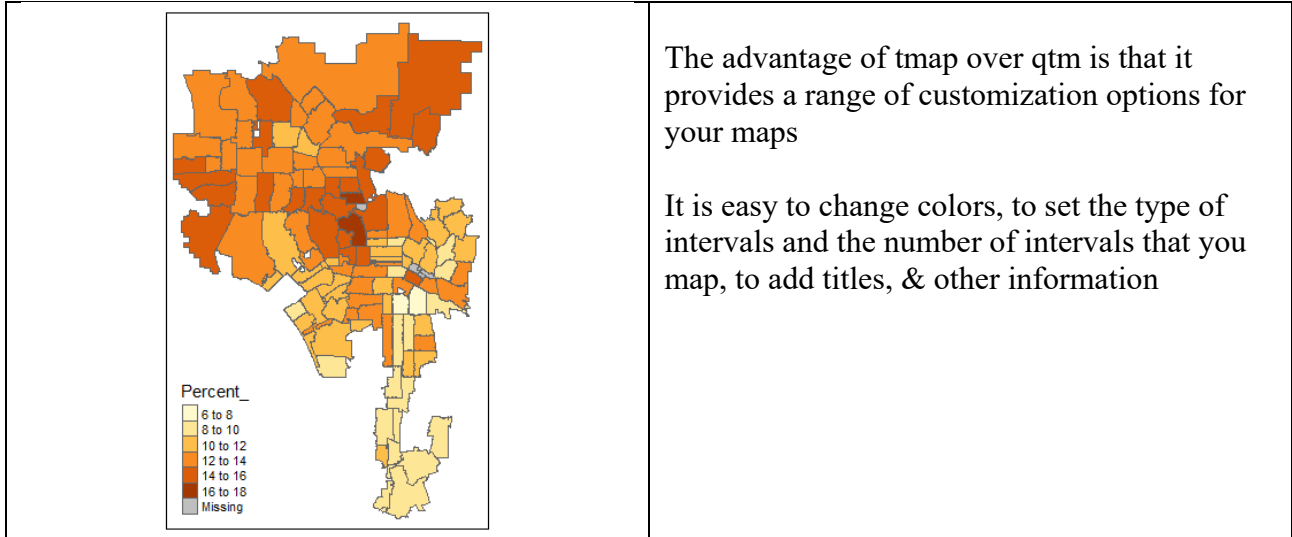 The advantage of tmap over qtm is that it
provides a range of customization options for
your maps
It is easy to change colors, to set the type of
intervals and the number of intervals that you
map, to add titles, & other information
Percent_
6 to 8
8 to 10
10 to 12
12 to 14
14 to 16
16 to 18
Missing